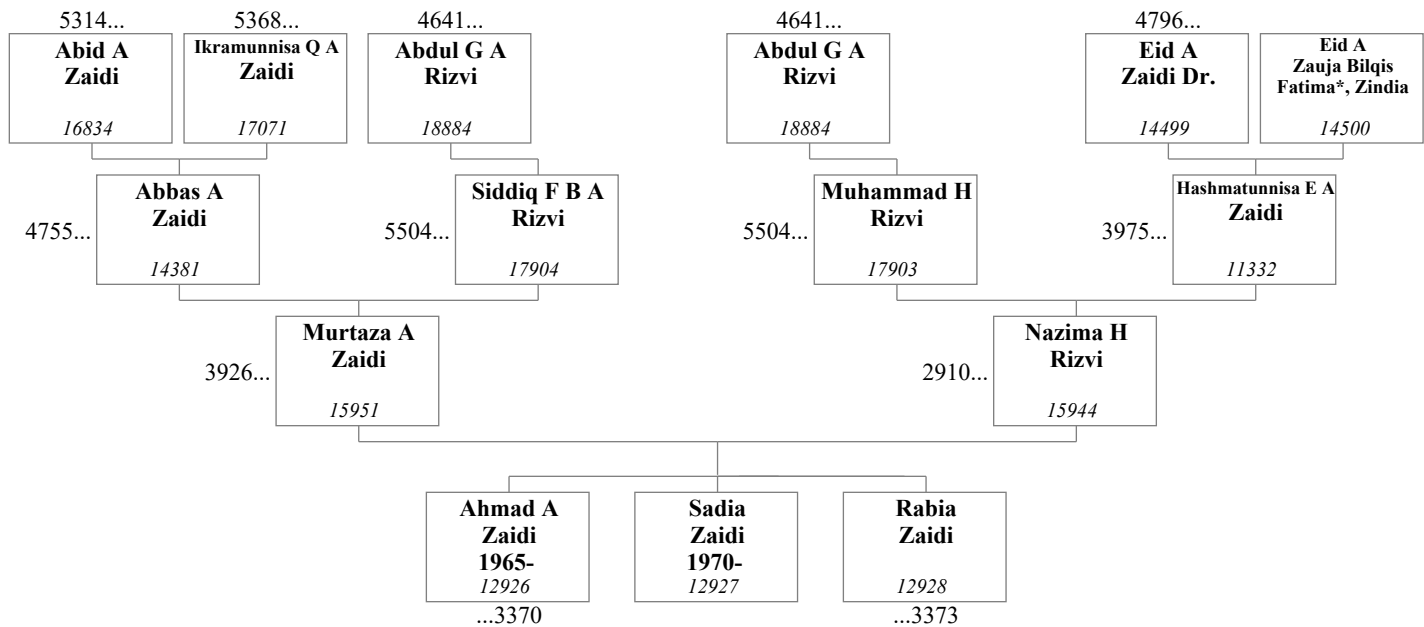 5314...
5368...
4641...
4641...
4796...
Abid A
Zaidi
16834
Ikramunnisa Q A
Zaidi
17071
Abdul G A
Rizvi
18884
Abdul G A
Rizvi
18884
Eid A
Zaidi Dr.
14499
Eid A
Zauja Bilqis
Fatima*, Zindia
14500
4755...
Abbas A
Zaidi
14381
5504...
Siddiq F B A
Rizvi
17904
5504...
Muhammad H
Rizvi
17903
3975...
Hashmatunnisa E A
Zaidi
11332
3926...
Murtaza A
Zaidi
15951
2910...
Nazima H
Rizvi
15944
Ahmad A
Zaidi
1965-
12926
...3370
Sadia
Zaidi
1970-
12927
Rabia
Zaidi
12928
...3373